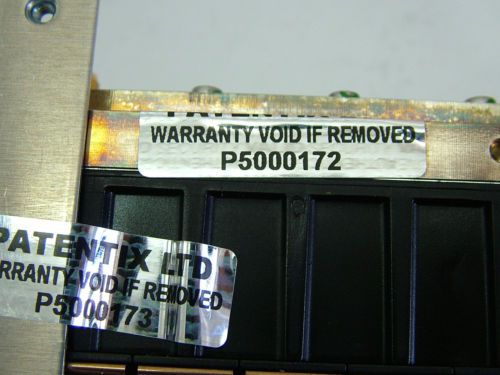 WARRANTY VOID IF REMOVED
P5000172
PATENTIX LTD
WARRANTY VOID IF REMOVED
P5000173